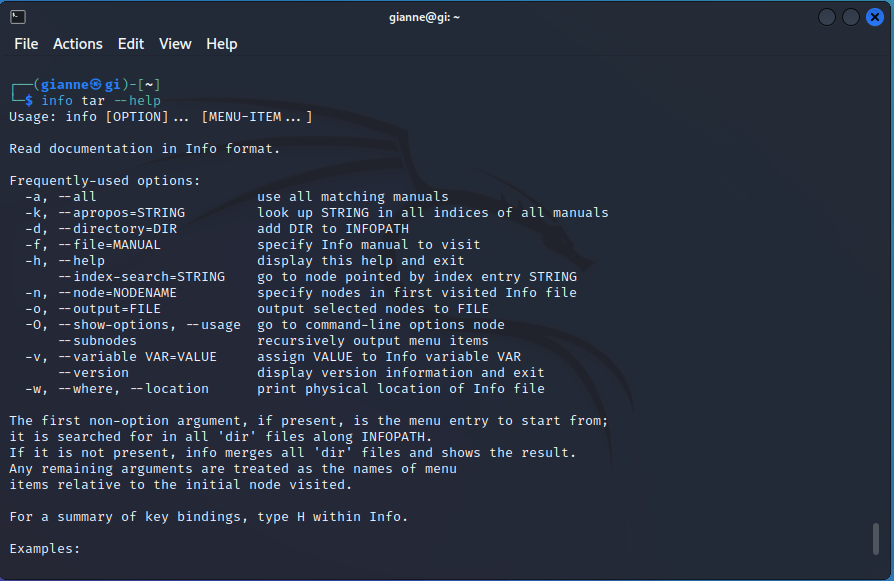 gianne@gi: ~
File Actions Edit View Help
┌──(gianne㉿gi)-[~]
└─$ info tar --help
Usage: info [OPTION]... [MENU-ITEM...]
Read documentation in Info format.
Frequently-used options:
-a, --all use all matching manuals
-k, --apropos=STRING look up STRING in all indices of all manuals
-d, --directory=DIR add DIR to INFOPATH
-f, --file=MANUAL specify Info manual to visit
-h, --help display this help and exit
--index-search=STRING go to node pointed by index entry STRING
-n, --node=NODENAME specify nodes in first visited Info file
-o, --output=FILE output selected nodes to FILE
-O, --show-options, --usage go to command-line options node
--subnodes recursively output menu items
-v, --variable VAR=VALUE assign VALUE to Info variable VAR
--version display version information and exit
-w, --where, --location print physical location of Info file
The first non-option argument, if present, is the menu entry to start from;
it is searched for in all 'dir' files along INFOPATH.
If it is not present, info merges all 'dir' files and shows the result.
Any remaining arguments are treated as the names of menu
items relative to the initial node visited.
For a summary of key bindings, type H within Info.
Examples: